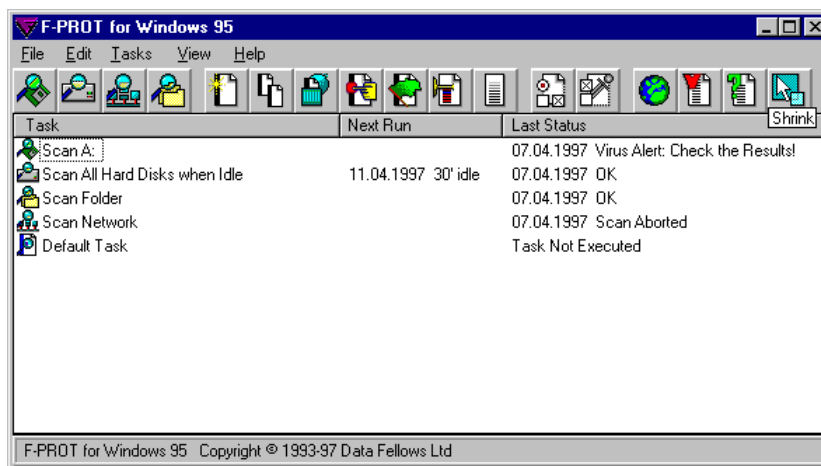 F-PROT for Windows 95
File Edit Tasks View Help
Shrink
Task Next Run Last Status
Scan A: 07.04.1997 Virus Alert: Check the Results!
Scan All Hard Disks when Idle 11.04.1997 30' idle 07.04.1997 OK
Scan Folder 07.04.1997 OK
Scan Network 07.04.1997 Scan Aborted
Default Task Task Not Executed
F-PROT for Windows 95 Copyright © 1993-97 Data Fellows Ltd